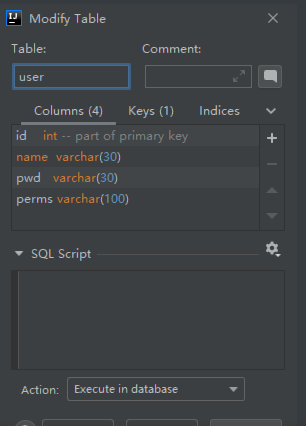 IJ Modify Table
Table: Comment:
user
Columns (4) Keys (1) Indices
id int -- part of primary key
name varchar(30)
pwd varchar(30)
perms varchar(100)
SQL Script
Action: Execute in database